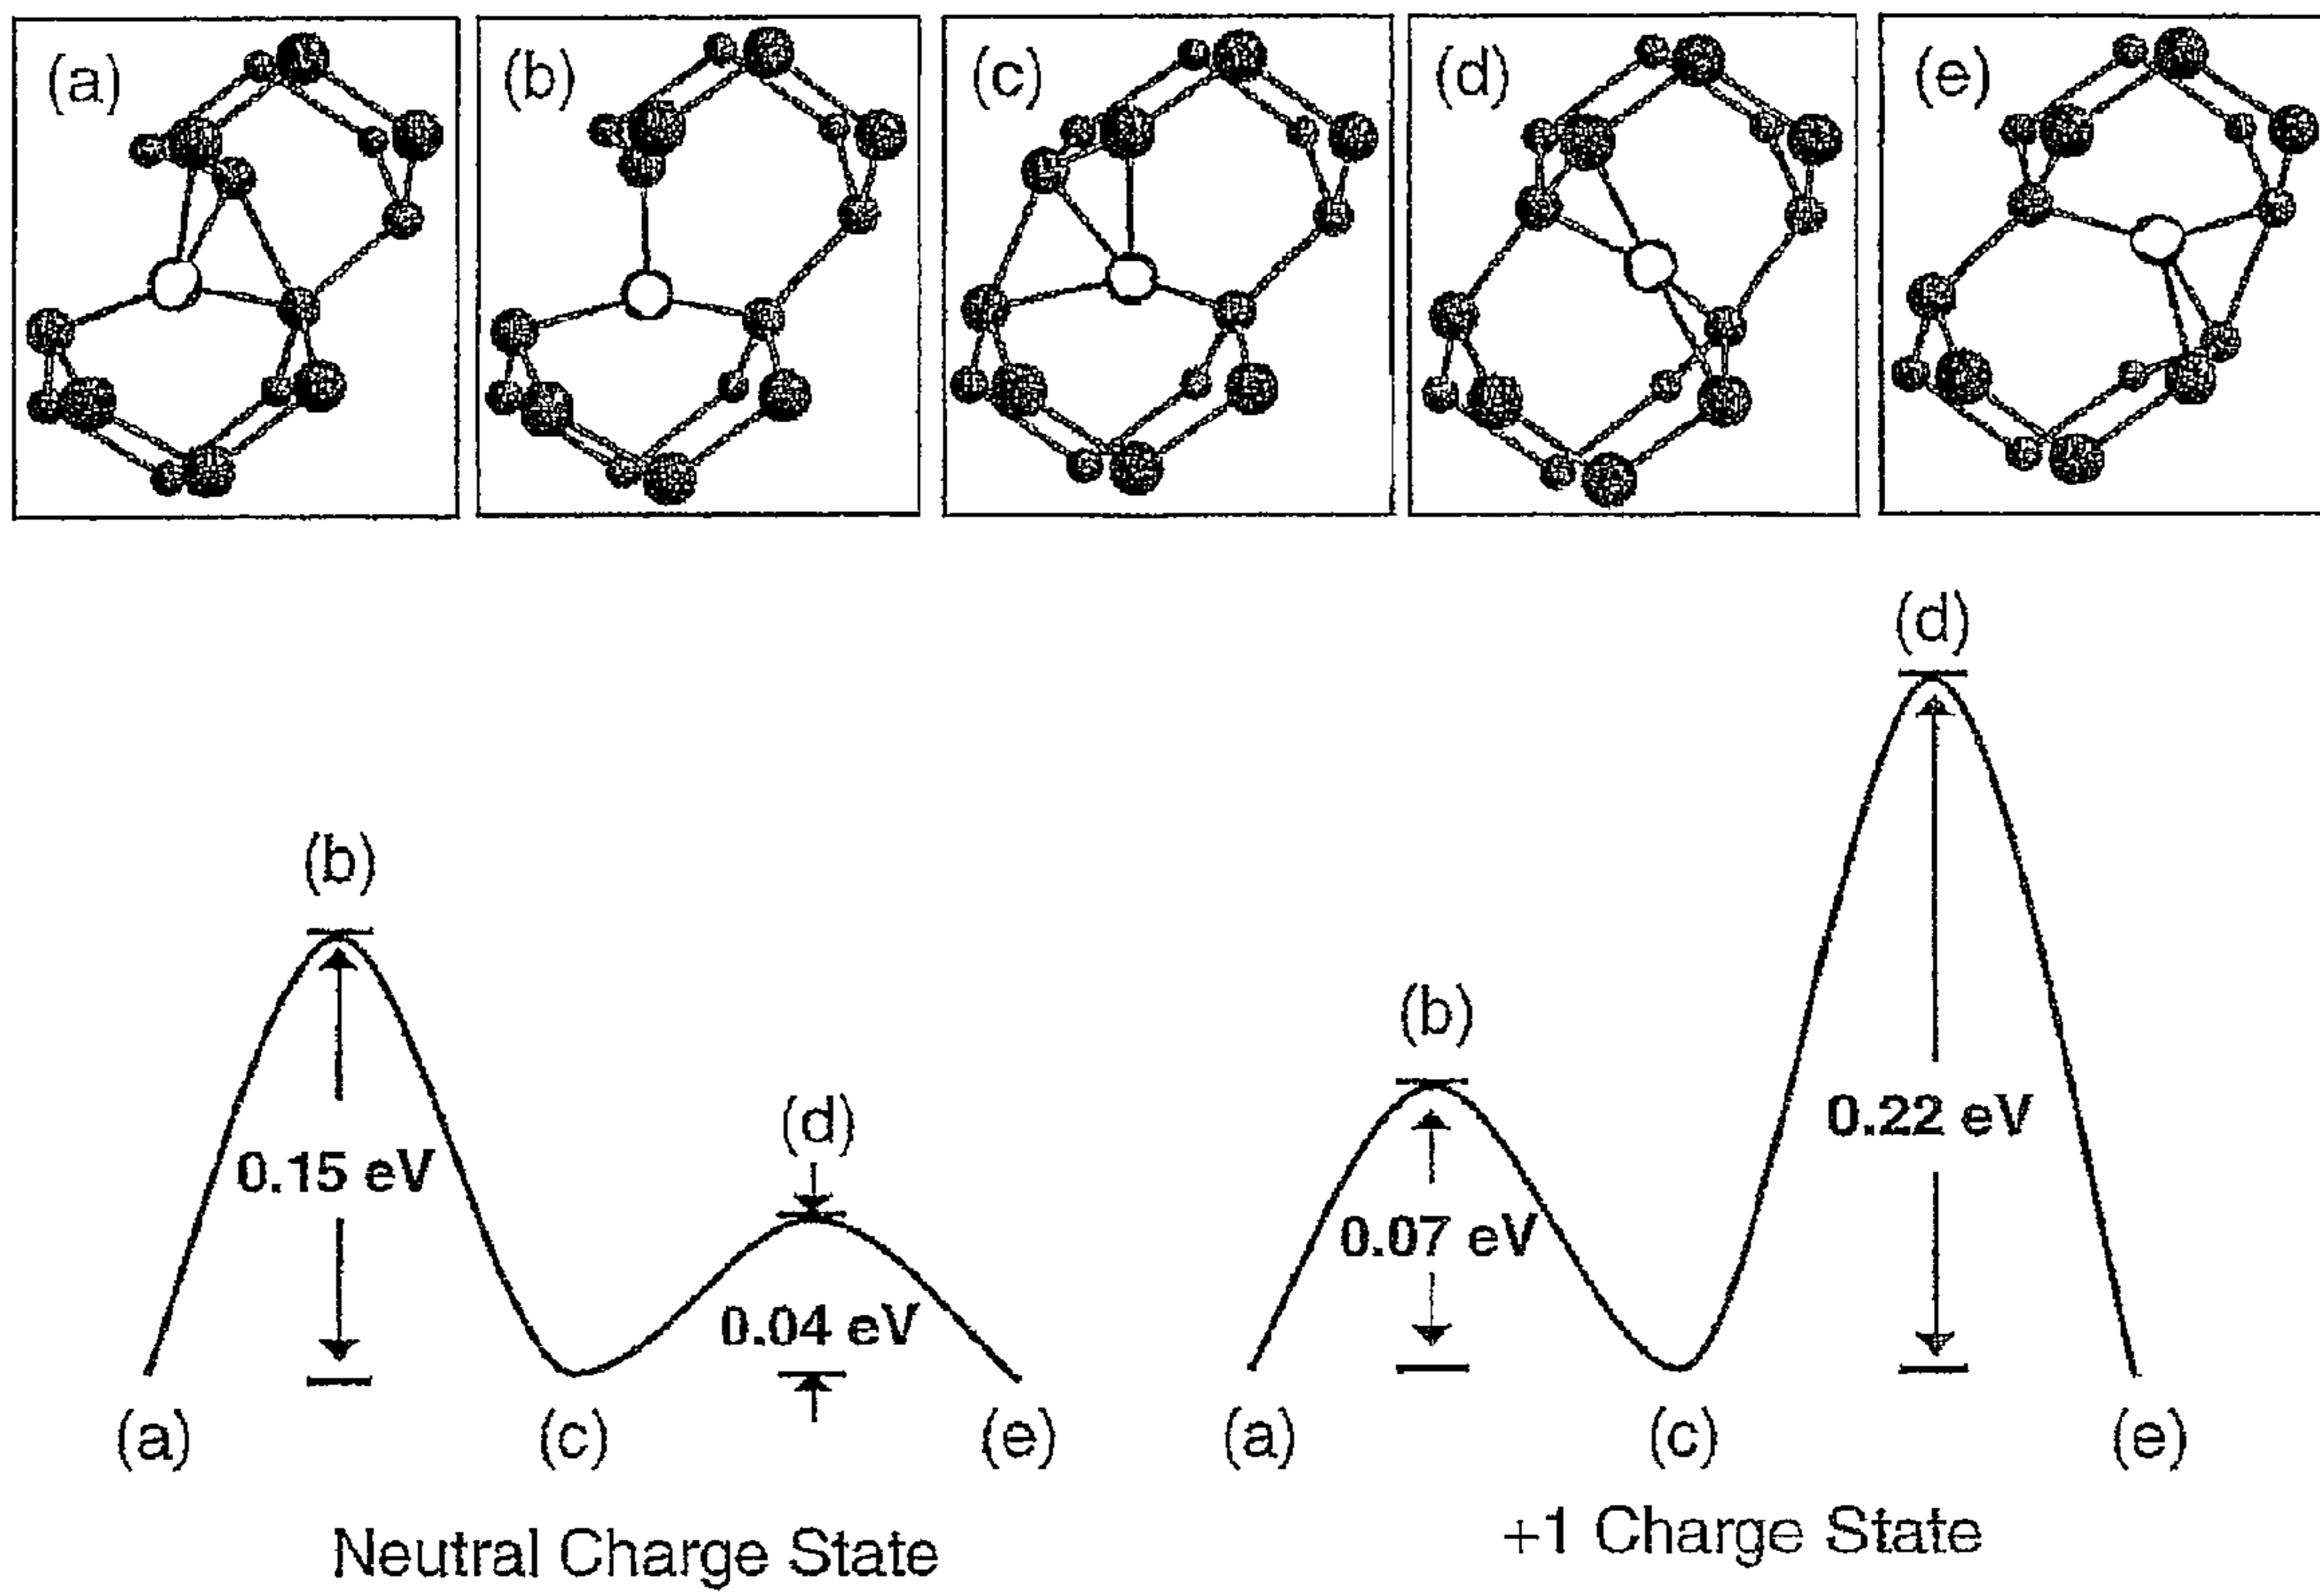 (a) (b) (c) (d) (e)
(d)
(b)
(b)
(d)
0.15 eV
0.04 eV
0.07 eV
0.22 eV
(a) (c) (e)
(a) (c) (e)
Neutral Charge State
+1 Charge State